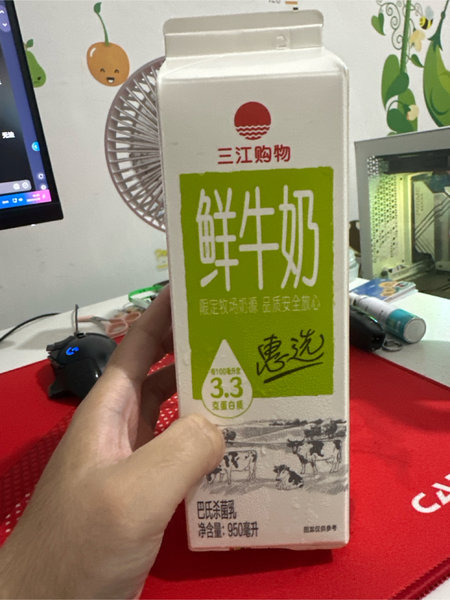 三江购物
鲜牛奶
限定牧场奶源 品质安全放心
惠选
每100毫升含
3.3
克蛋白质
巴氏杀菌乳
净含量：950毫升
图案仅供参考
CA